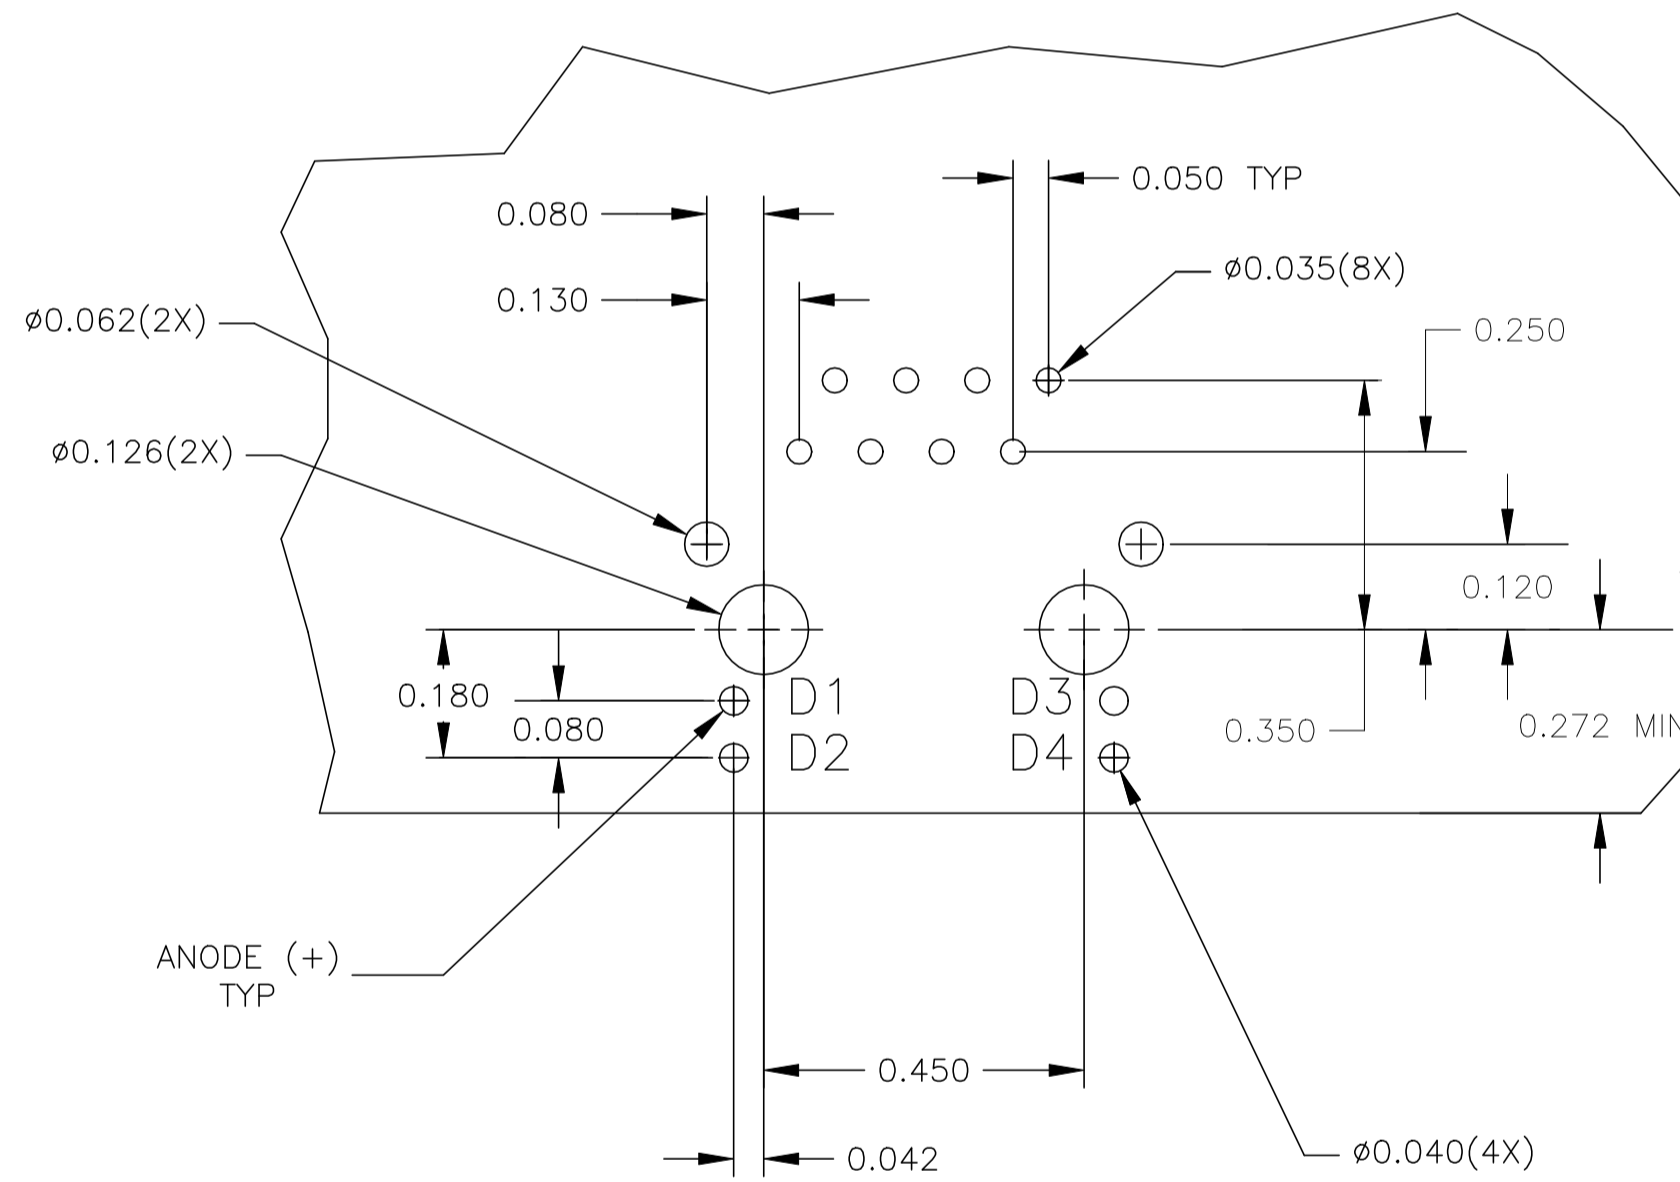 0.050 TYP
0.080
ø0.035(8X)
0.130
ø0.062(2X)
0.250
ø0.126(2X)
0.120
0.180
D1
D3
0.080
0.350
0.272 MIN
D2
D4
ANODE (+)
TYP
0.450
0.042
ø0.040(4X)